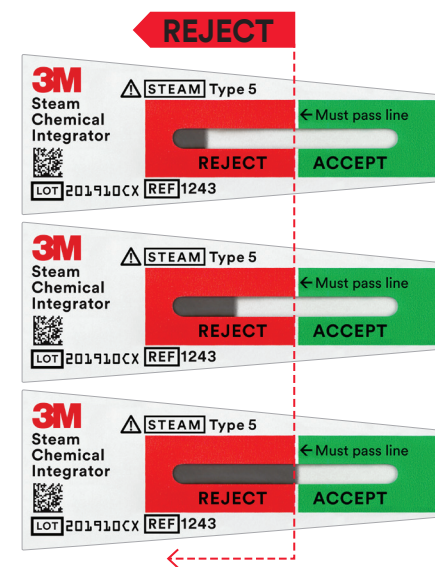 REJECT
3M
Steam
Chemical
Integrator
STEAM Type 5
←Must pass line
REJECT ACCEPT
LOT 201910CX REF 1243
3M
Steam
Chemical
Integrator
STEAM Type 5
←Must pass line
REJECT ACCEPT
LOT 201910CX REF 1243
3M
Steam
Chemical
Integrator
STEAM Type 5
←Must pass line
REJECT ACCEPT
LOT 201910CX REF 1243